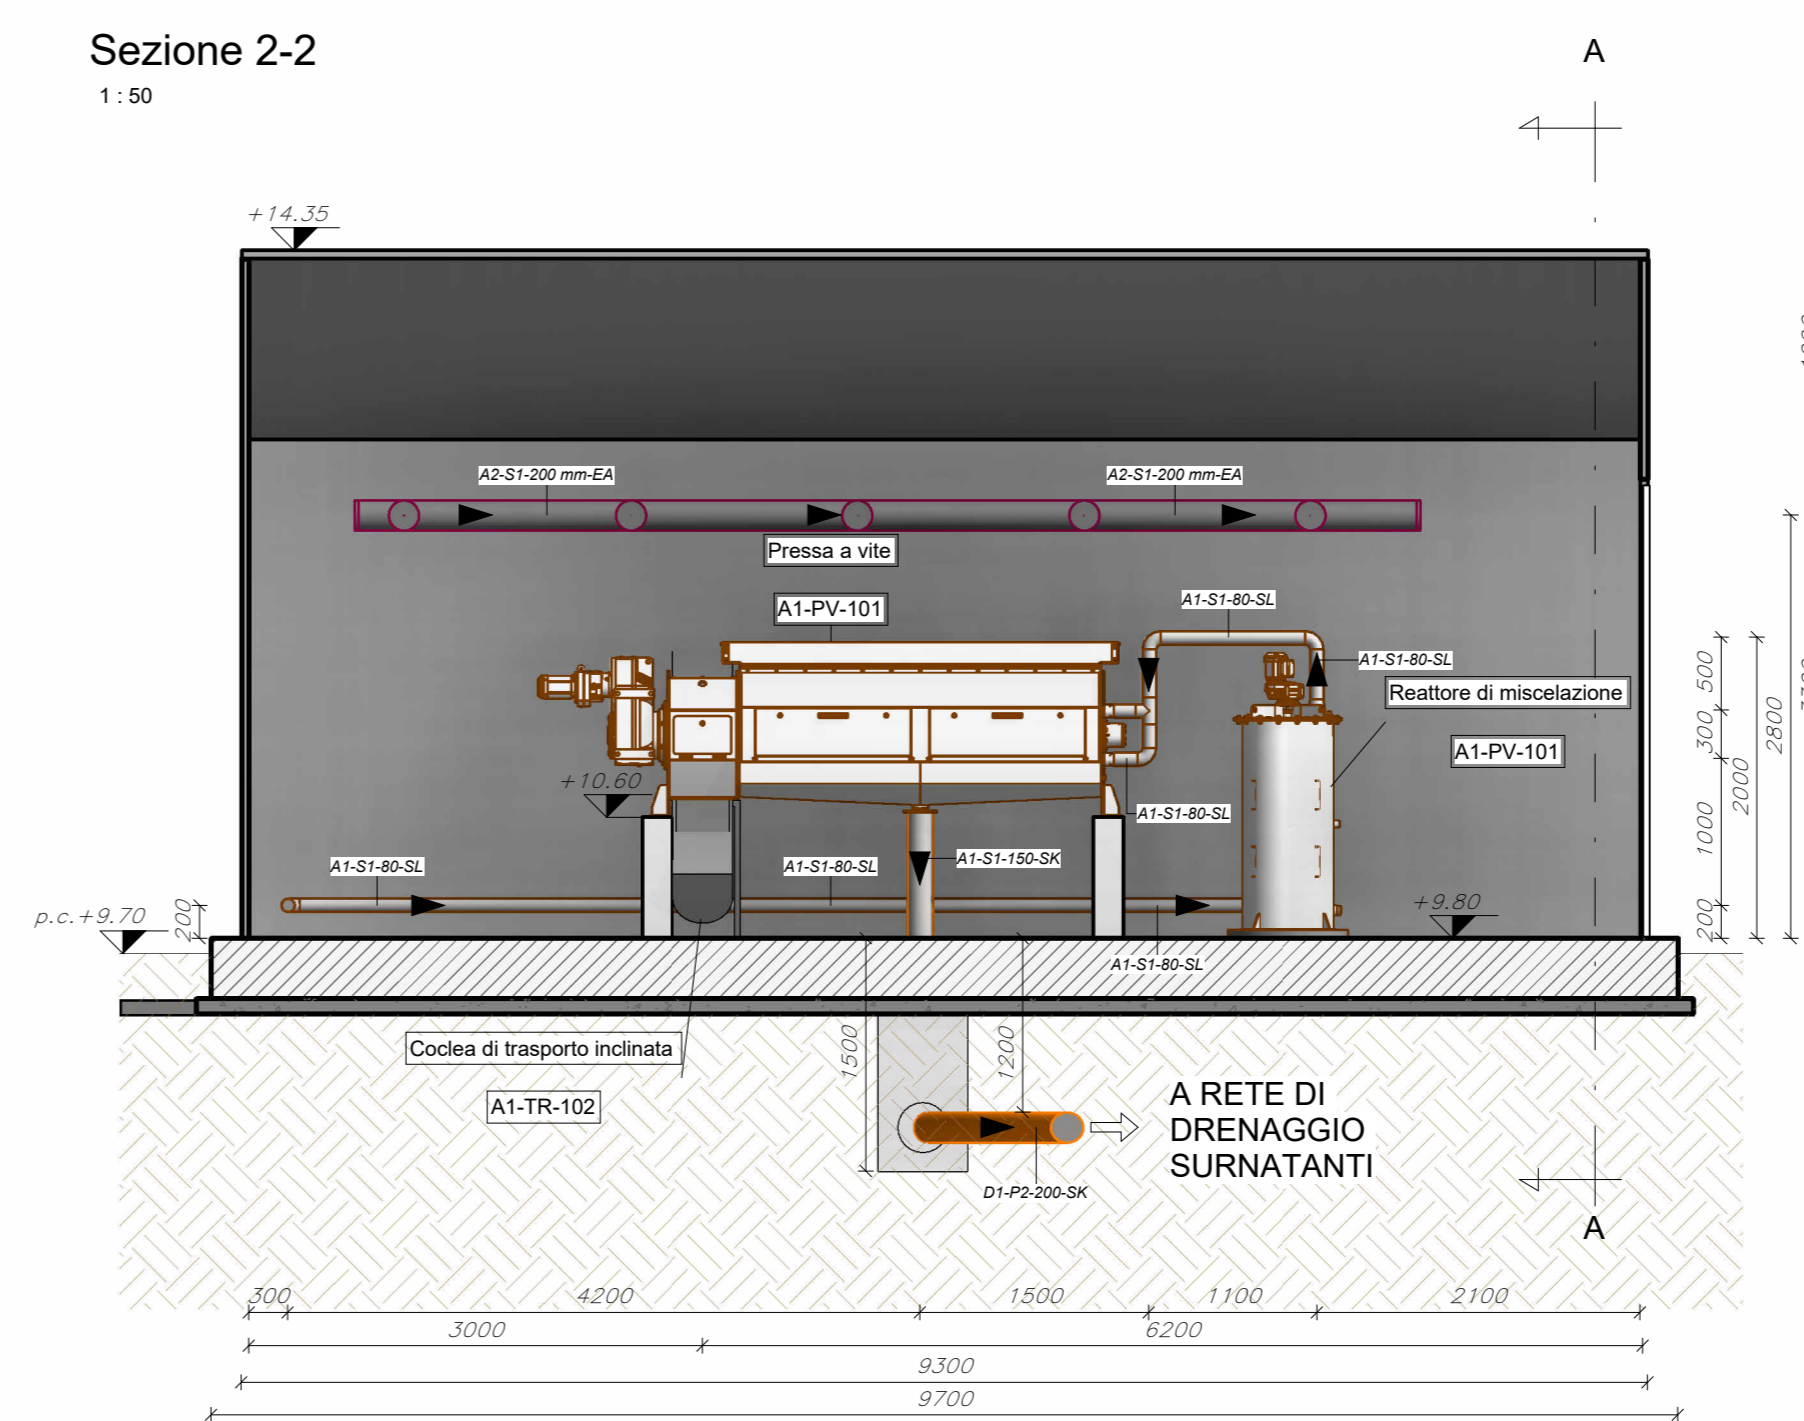 Sezione 2-2
1 : 50
A
+14.35
A2-S1-200 mm-EA
A2-S1-200 mm-EA
Pressa a vite
A1-PV-101
A1-S1-80-SL
A1-S1-80-SL
Reattore di miscelazione
A1-PV-101
+10.60
A1-S1-80-SL
A1-S1-80-SL
A1-S1-80-SL
A1-S1-150-SK
+9.80
p.c.+9.70
200
500
300
1000
200
2000
2800
A1-S1-80-SL
Coclea di trasporto inclinata
A1-TR-102
1500
1200
A RETE DI
DRENAGGIO
SURNATANTI
D1-P2-200-SK
A
300 4200 1500 1100 2100
3000 6200
9300
9700